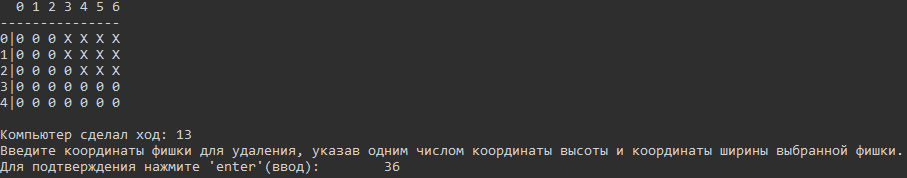 0 1 2 3 4 5 6
---------------
0|0 0 0 X X X X
1|0 0 0 X X X X
2|0 0 0 0 X X X
3|0 0 0 0 0 0 0
4|0 0 0 0 0 0 0
Компьютер сделал ход: 13
Введите координаты фишки для удаления, указав одним числом координаты высоты и координаты ширины выбранной фишки.
Для подтверждения нажмите 'enter'(ввод): 36